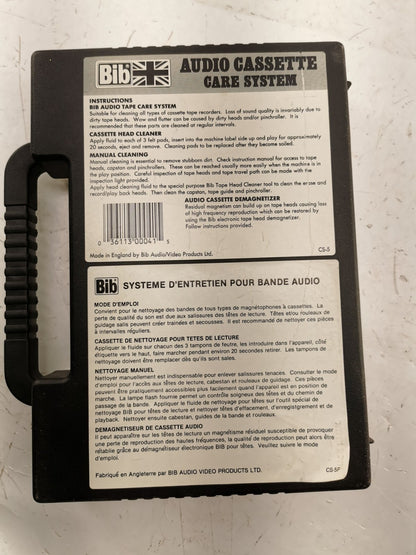 Bib
AUDIO CASSETTE
CARE SYSTEM
INSTRUCTIONS
BIB AUDIO TAPE CARE SYSTEM
Suitable for cleaning all types of cassette tape recorders. Loss of sound quality is invariably due to
dirty tape heads. Wow and flutter can be caused by dirty heads and/or pinchroller. It is
recommended that these parts are cleaned at regular intervals.
CASSETTE HEAD CLEANER
Apply fluid to each of 3 felt pads, insert into the machine label side up and play for approximately
20 seconds, eject and remove. Cleaning pads to be replaced after they become soiled.
MANUAL CLEANING
Manual cleaning is essential to remove stubborn dirt. Check instruction manual for access to tape
heads, capstan and pinchrollers. These can be reached usually more easily when the machine is in
the play position. Careful inspection of tape heads and tape travel path can be made with the
inspection light provided.
Apply head cleaning fluid to the special purpose Bib Tape Head Cleaner tool to clean the erase and
record/play back heads. Then clean the capstan, tape guide and pinchroller.
AUDIO CASSETTE DEMAGNETIZER
Residual magnetism can build up on tape heads causing loss
of high frequency reproduction which can be restored by
using the Bib electronic tape head demagnetizer.
Follow instructions provided.
0 36113 00041 5
Made in England by Bib Audio/Video Products Ltd.
CS-5
Bib
SYSTEME D'ENTRETIEN POUR BANDE AUDIO
MODE D'EMPLOI
Convient pour le nettoyage des bandes de tous types de magnétophones à cassettes. La
perte de qualité du son est due aux salissures des têtes de lecture. Têtes et/ou rouleaux de
guidage salis peuvent créer trainées et secousses. Il est recommandé de nettoyer ces pièces
à intervalles réguliers.
CASSETTE DE NETTOYAGE POUR TETES DE LECTURE
Appliquer le fluide sur chacun des 3 tampons de feutre, les introduire dans l'appareil, côté
étiquette vers le haut, faire marcher pendant environ 20 secondes retirer. Les tampons de
nettoyage doivent être remplacer dès qu'ils sont sales.
NETTOYAGE MANUEL
Nettoyer manuellement est indispensable pour enlever salissures tenaces. Consulter le mode
d'emploi pour l'accès aux têtes de lecture, cabestan et rouleaux de guidage. Ces pièces
peuvent être pratiquement accessibles plus facilement quand l'appareil est en position de
marche. La lampe flash fournie permet un contrôle soigneux des têtes et du chemin de
passage de la bande. Appliquer le fluide de nettoyage pour têtes sur l'outil spécial de
nettoyage BIB pour têtes de lecture et nettoyer têtes d'effacement, d'enregistrement et de
playback. Nettoyer ensuite cabestan, guides de la bande et rouleaux.
DEMAGNETISEUR DE CASSETTE AUDIO
Il peut apparaître sur les têtes de lecture un magnétisme résiduel susceptible de provoquer
une perte de reproduction des hautes fréquences, la qualité de reproduction peut alors être
rétablie grâce au démagnétiseur électronique BIB pour têtes. Veuillez suivre le mode
d'emploi.
Fabriqué en Angleterre par BIB AUDIO VIDEO PRODUCTS LTD.
CS-5F